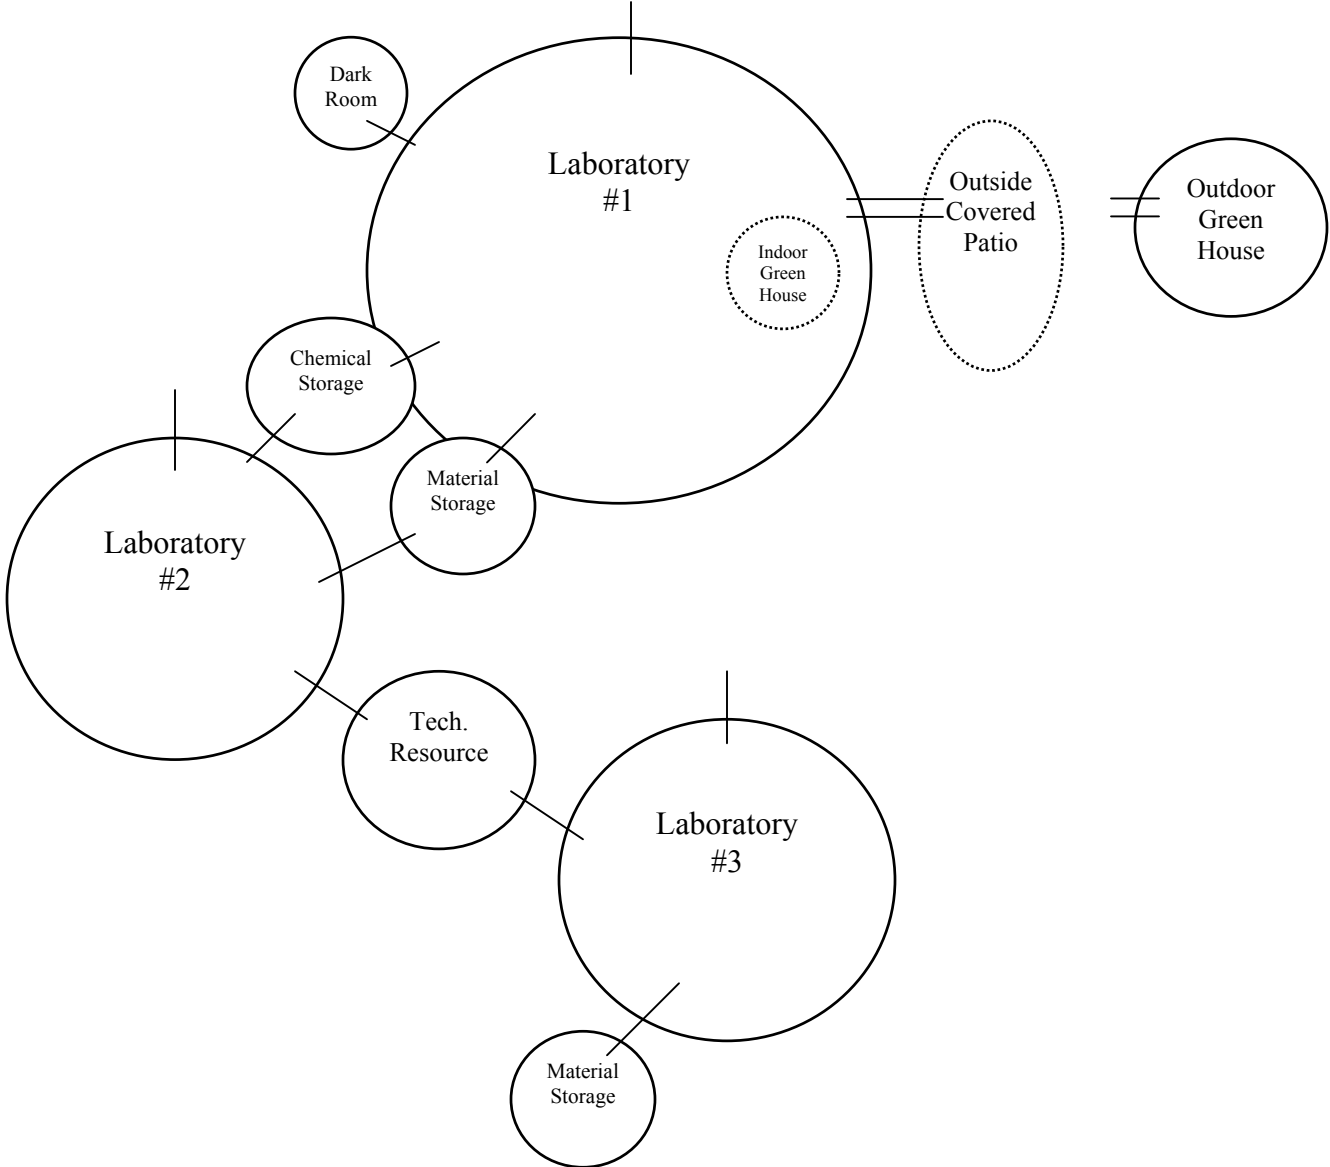 Dark
Room
Laboratory
#1
Outside
Covered
Patio
Outdoor
Green
House
Indoor
Green
House
Chemical
Storage
Material
Storage
Laboratory
#2
Tech.
Resource
Laboratory
#3
Material
Storage